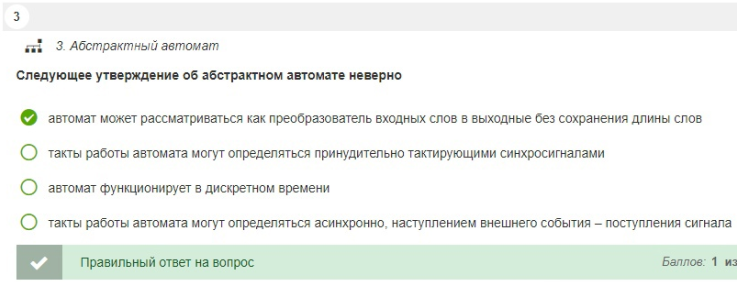 3
3. Абстрактный автомат
Следующее утверждение об абстрактном автомате неверно
автомат может рассматриваться как преобразователь входных слов в выходные без сохранения длины слов
такты работы автомата могут определяться принудительно тактирующими синхросигналами
автомат функционирует в дискретном времени
такты работы автомата могут определяться асинхронно, наступлением внешнего события – поступления сигнала
Правильный ответ на вопрос Баллов: 1 из